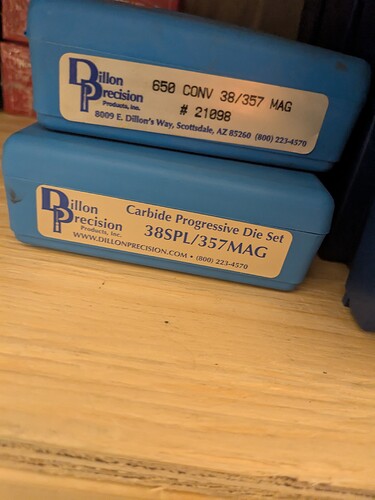 Dillon
Precision
Products, Inc.
650 CONV 38/357 MAG
# 21098
8009 E. Dillon's Way, Scottsdale, AZ 85260 (800) 223-4570
Dillon
Precision
Products, Inc.
Carbide Progressive Die Set
38SPL/357MAG
WWW.DILLONPRECISION.COM • (800) 223-4570